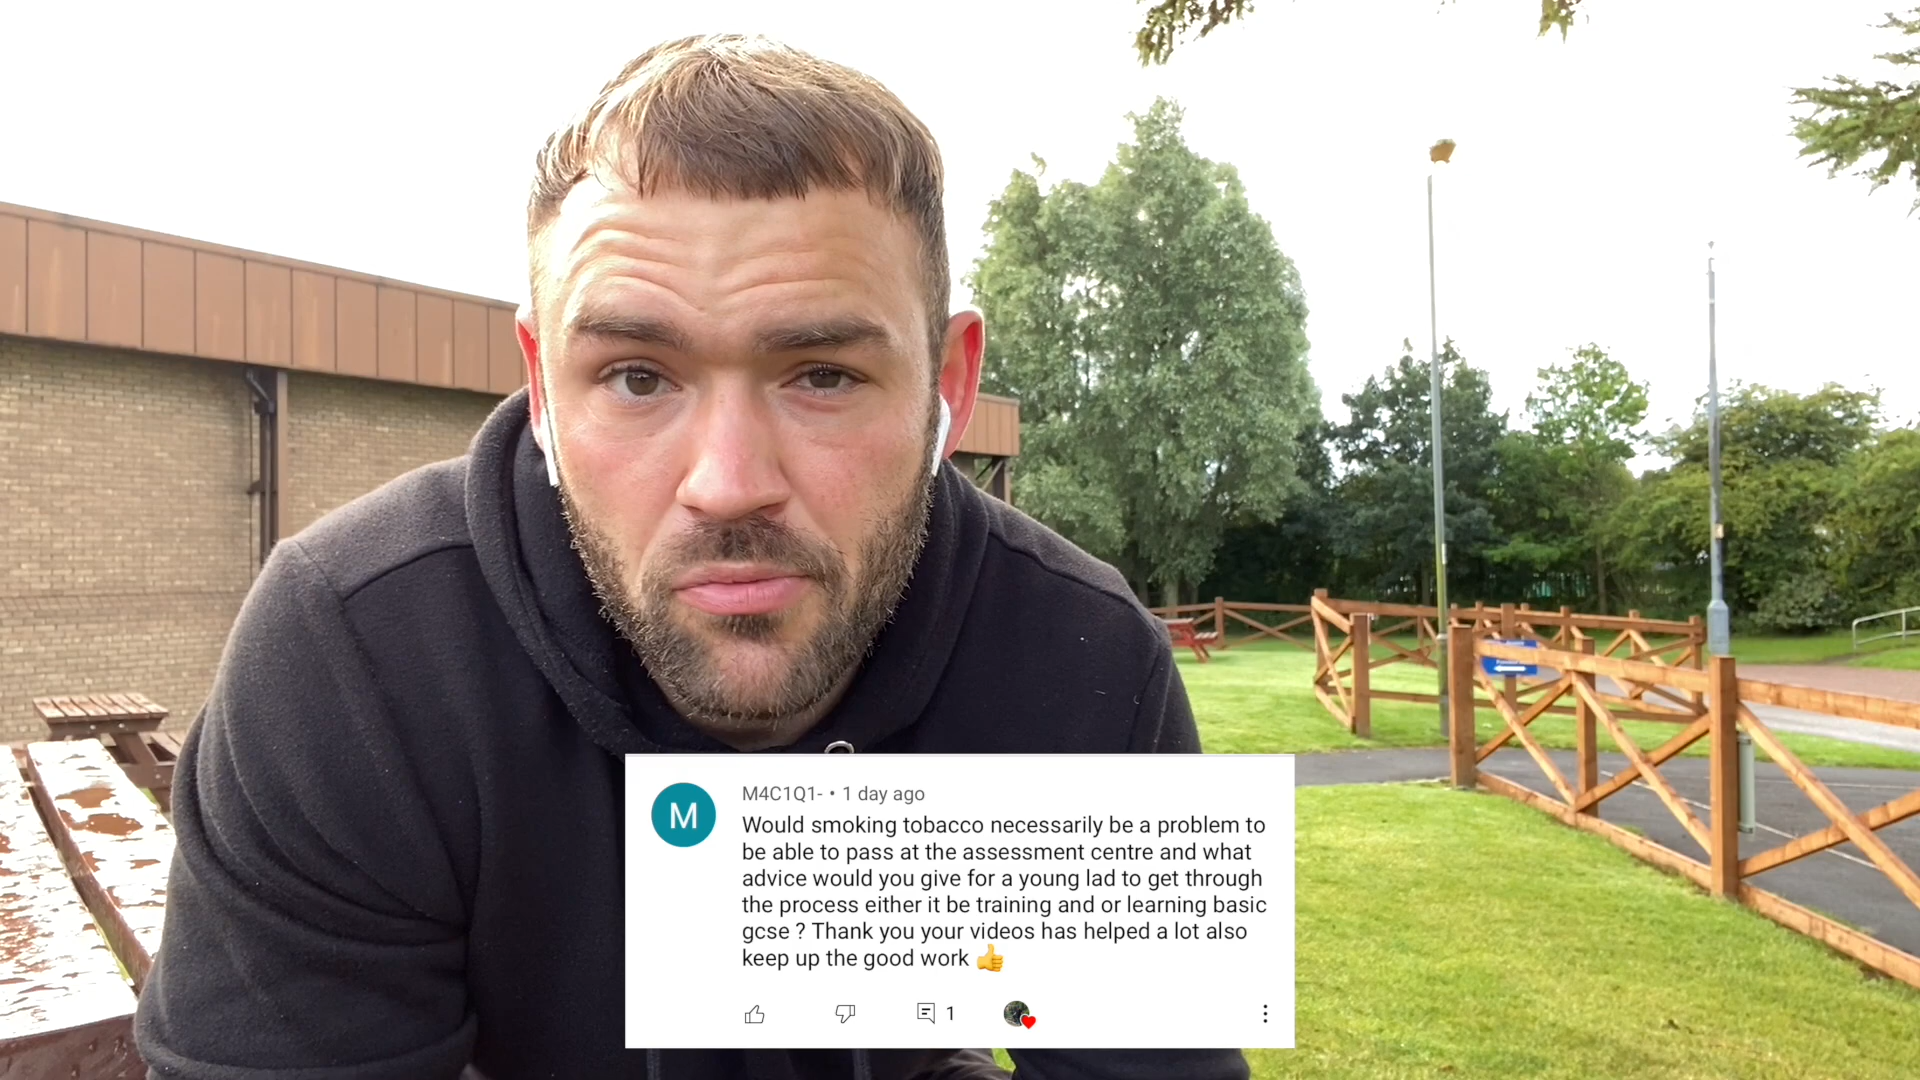 M
M4C1Q1- • 1 day ago
Would smoking tobacco necessarily be a problem to
be able to pass at the assessment centre and what
advice would you give for a young lad to get through
the process either it be training and or learning basic
gcse ? Thank you your videos has helped a lot also
keep up the good work 👍
1